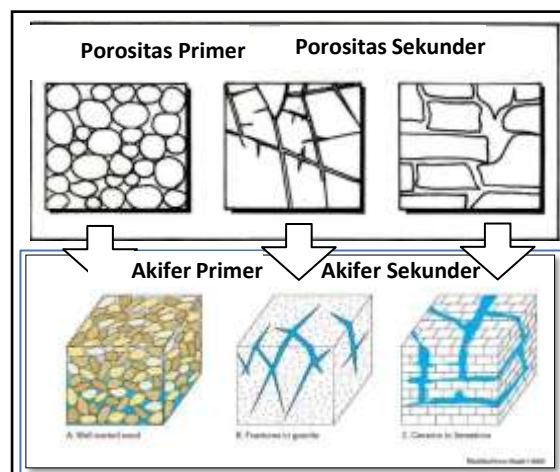 Porositas Primer
Porositas Sekunder
Akifer Primer
Akifer Sekunder
A. Well-sorted sand
B. Fractures in granite
C. Caverns in limestone